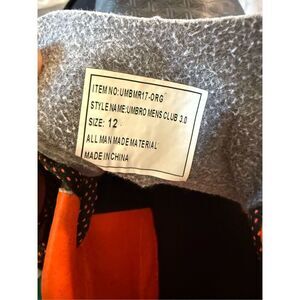 ITEM NO:UMBMR17-ORG
STYLE NAME:UMBRO MENS CLUB 3.0
SIZE: 12
ALL MAN MADE MATERIAL
MADE IN CHINA